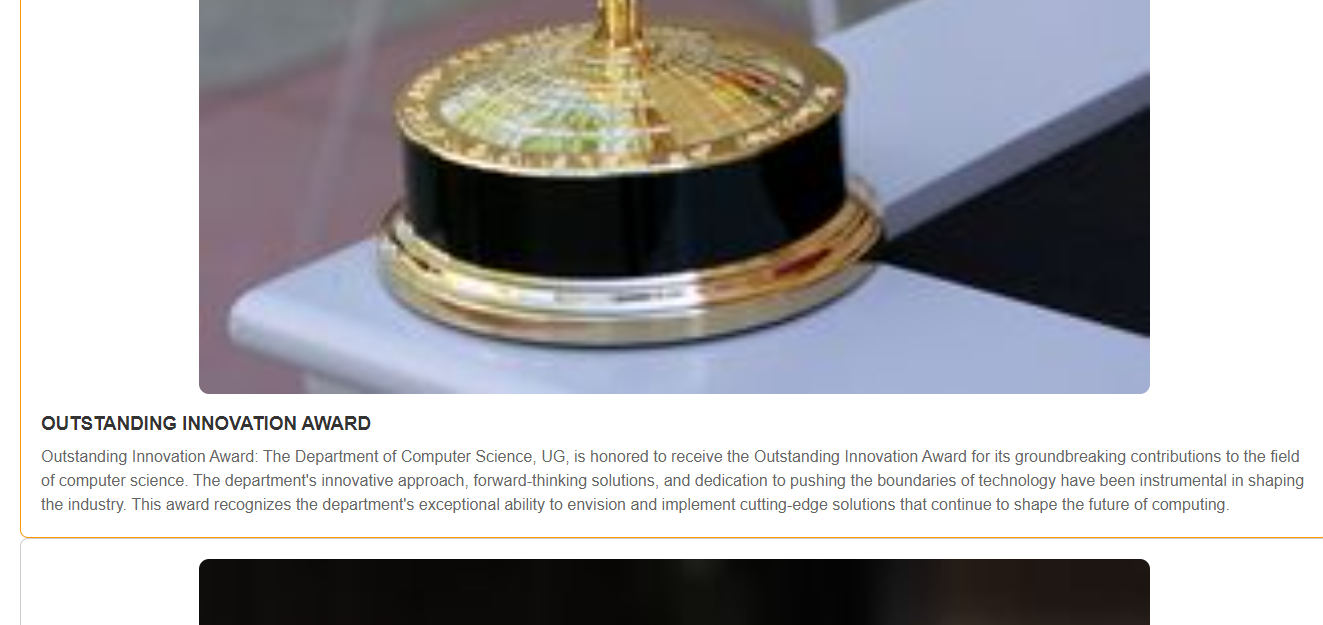 OUTSTANDING INNOVATION AWARD
Outstanding Innovation Award: The Department of Computer Science, UG, is honored to receive the Outstanding Innovation Award for its groundbreaking contributions to the field
of computer science. The department's innovative approach, forward-thinking solutions, and dedication to pushing the boundaries of technology have been instrumental in shaping
the industry. This award recognizes the department's exceptional ability to envision and implement cutting-edge solutions that continue to shape the future of computing.